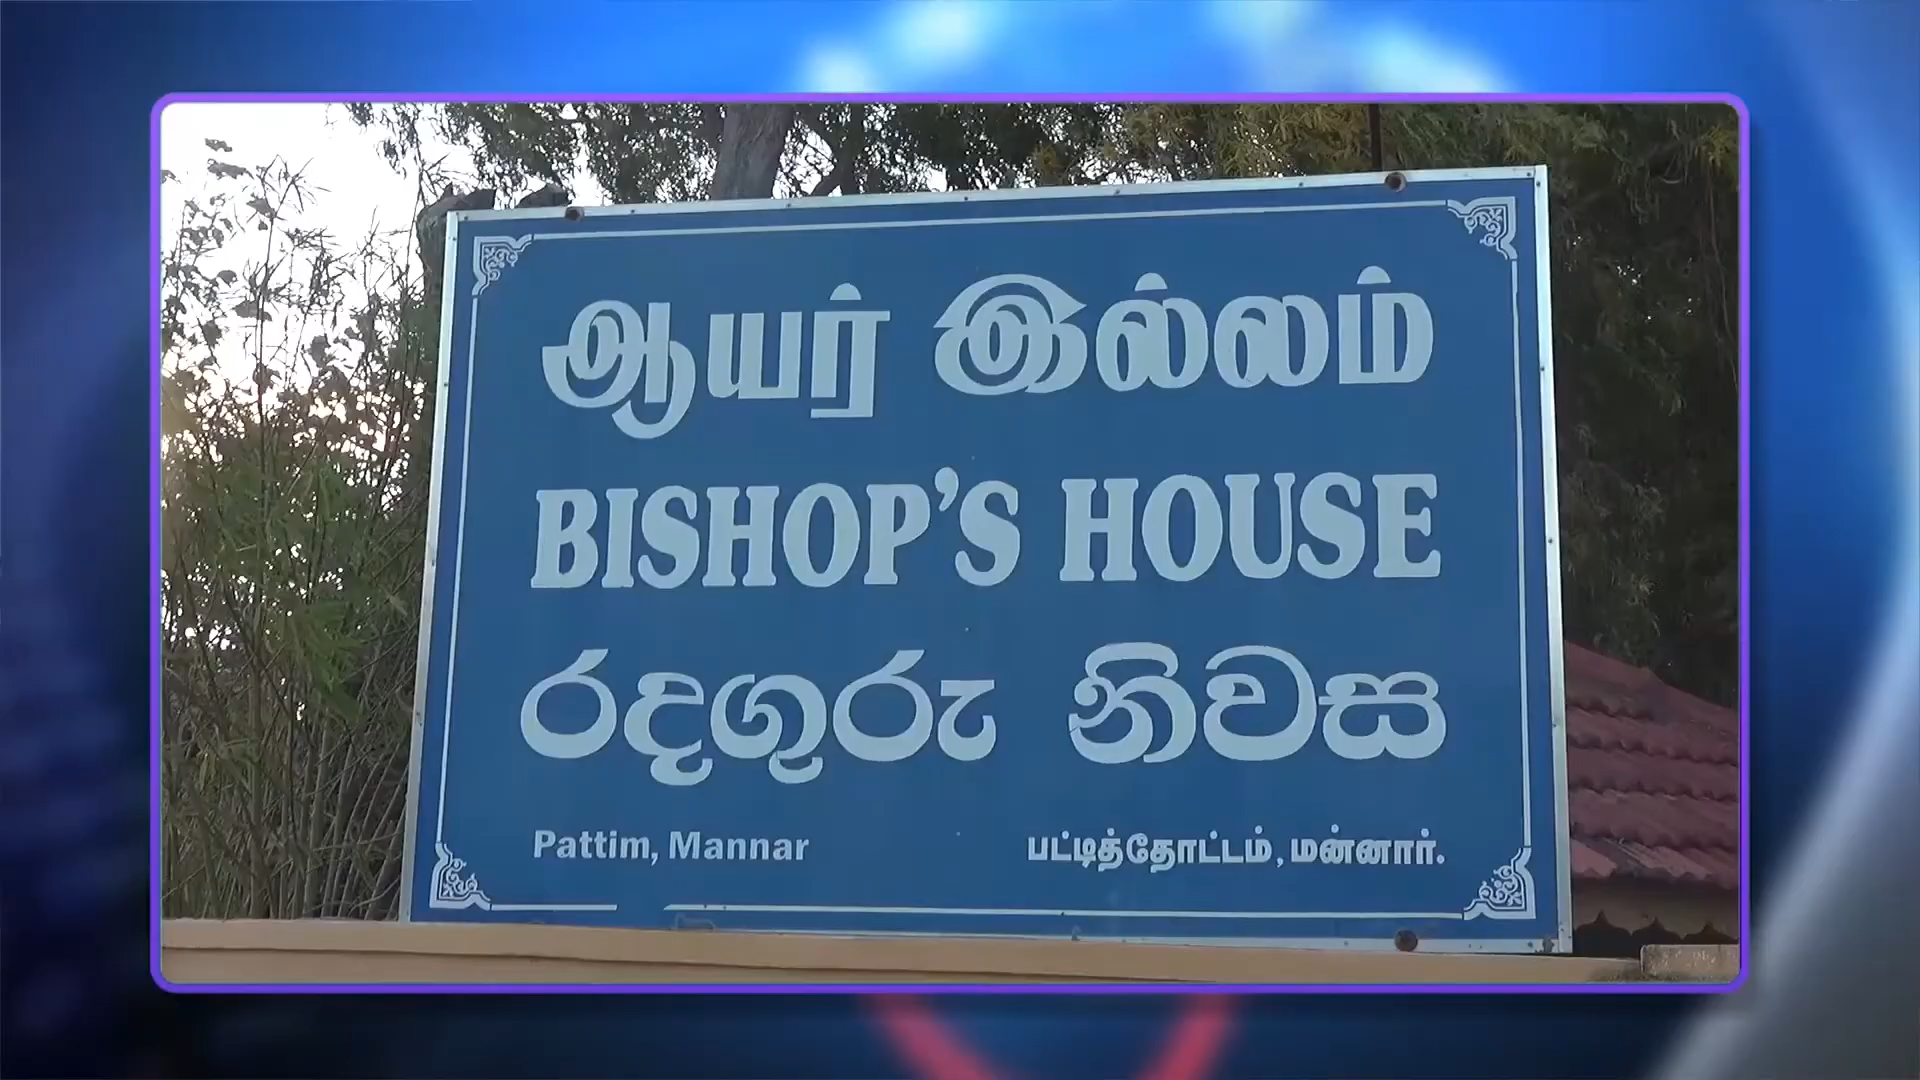 ஆயர் இல்லம்
BISHOP'S HOUSE
රදගුරු නිවස
Pattim, Mannar
பட்டித்தோட்டம், மன்னார்.